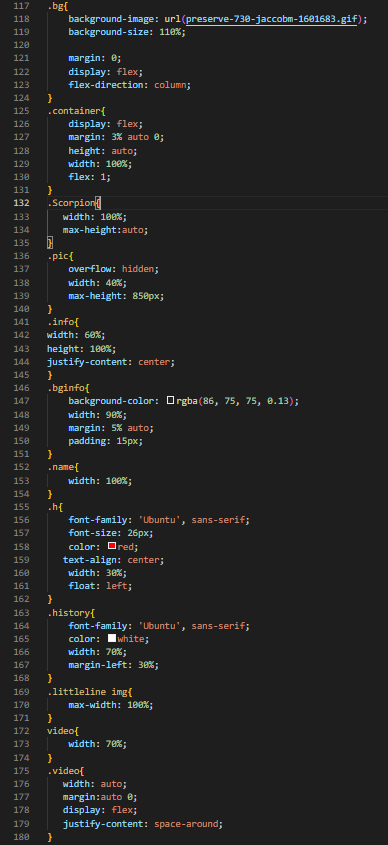 117 .bg{
118 background-image: url(preserve-730-jaccobm-1601683.gif);
119 background-size: 110%;
120
121 margin: 0;
122 display: flex;
123 flex-direction: column;
124 }
125 .container{
126 display: flex;
127 margin: 3% auto 0;
128 height: auto;
129 width: 100%;
130 flex: 1;
131 }
132 .Scorpion{
133 width: 100%;
134 max-height:auto;
135 }
136 .pic{
137 overflow: hidden;
138 width: 40%;
139 max-height: 850px;
140 }
141 .info{
142 width: 60%;
143 height: 100%;
144 justify-content: center;
145 }
146 .bginfo{
147 background-color: rgba(86, 75, 75, 0.13);
148 width: 90%;
149 margin: 5% auto;
150 padding: 15px;
151 }
152 .name{
153 width: 100%;
154 }
155 .h{
156 font-family: 'Ubuntu', sans-serif;
157 font-size: 26px;
158 color: red;
159 text-align: center;
160 width: 30%;
161 float: left;
162 }
163 .history{
164 font-family: 'Ubuntu', sans-serif;
165 color: white;
166 width: 70%;
167 margin-left: 30%;
168 }
169 .littleline img{
170 max-width: 100%;
171 }
172 video{
173 width: 70%;
174 }
175 .video{
176 width: auto;
177 margin:auto 0;
178 display: flex;
179 justify-content: space-around;
180 }